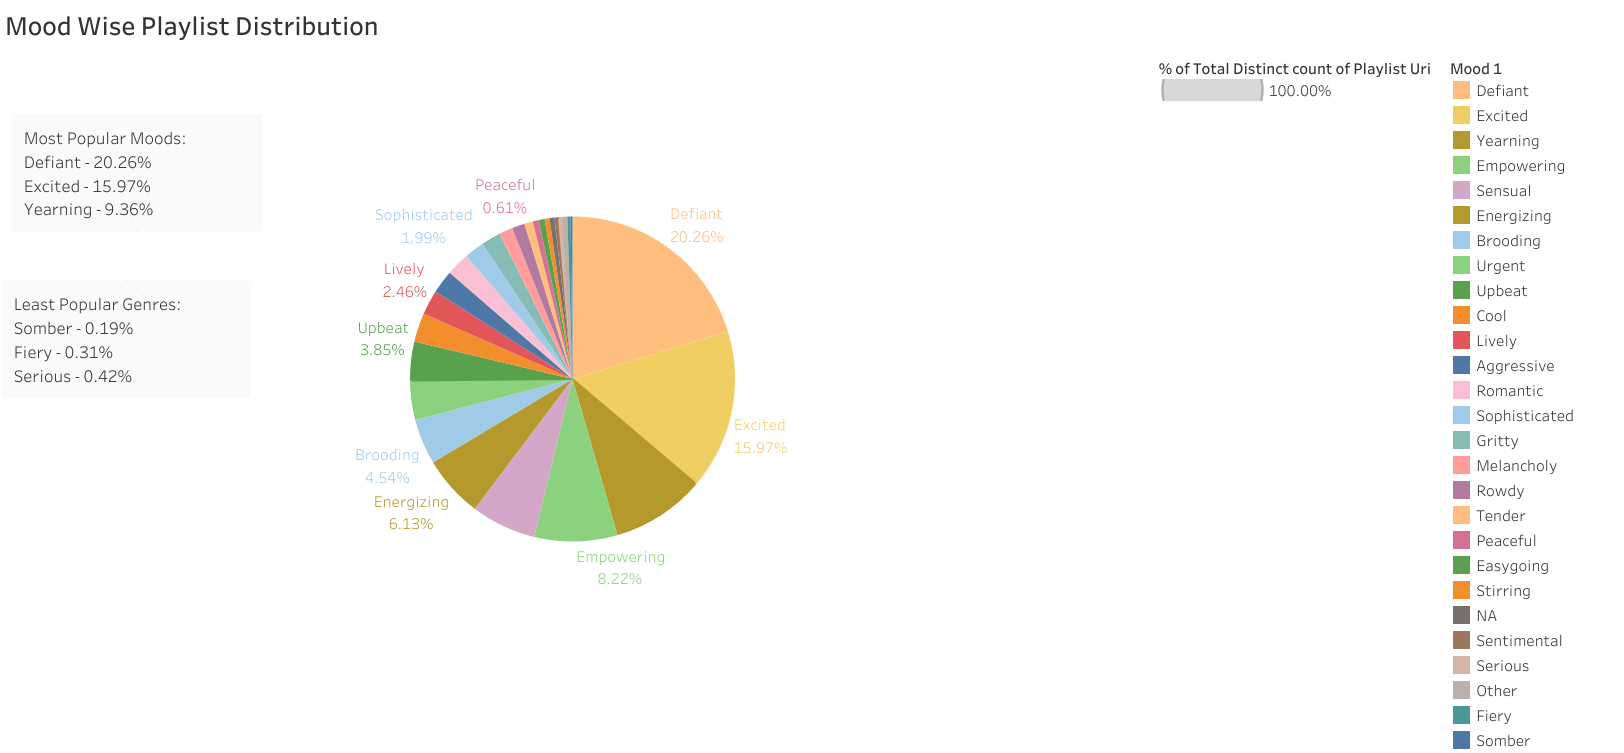 Mood Wise Playlist Distribution
% of Total Distinct count of Playlist Uri
100.00%
Mood 1
Defiant
Excited
Yearning
Empowering
Sensual
Energizing
Brooding
Urgent
Upbeat
Cool
Lively
Aggressive
Romantic
Sophisticated
Gritty
Melancholy
Rowdy
Tender
Peaceful
Easygoing
Stirring
NA
Sentimental
Serious
Other
Fiery
Somber
Most Popular Moods:
Defiant - 20.26%
Excited - 15.97%
Yearning - 9.36%
Least Popular Genres:
Somber - 0.19%
Fiery - 0.31%
Serious - 0.42%
Peaceful
0.61%
Sophisticated
1.99%
Lively
2.46%
Upbeat
3.85%
Brooding
4.54%
Energizing
6.13%
Empowering
8.22%
Excited
15.97%
Defiant
20.26%